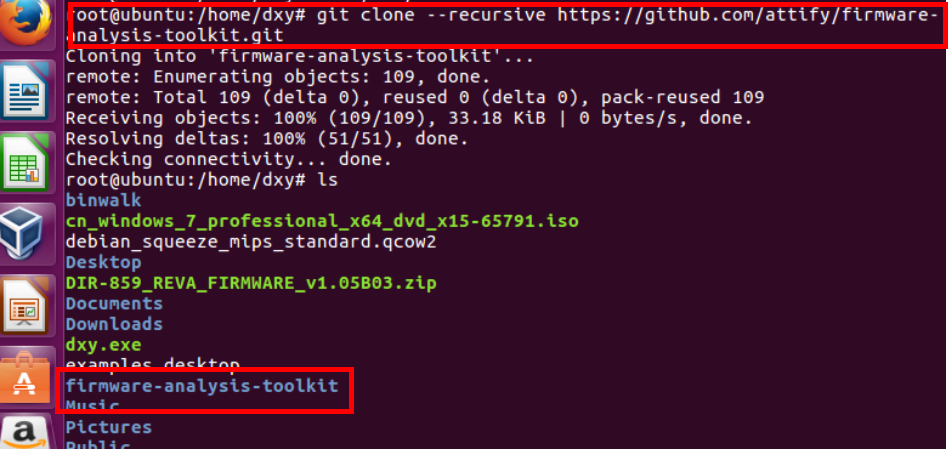 root@ubuntu:/home/dxy# git clone --recursive https://github.com/attify/firmware-
analysis-toolkit.git
Cloning into 'firmware-analysis-toolkit'...
remote: Enumerating objects: 109, done.
remote: Total 109 (delta 0), reused 0 (delta 0), pack-reused 109
Receiving objects: 100% (109/109), 33.18 KiB | 0 bytes/s, done.
Resolving deltas: 100% (51/51), done.
Checking connectivity... done.
root@ubuntu:/home/dxy# ls
binwalk
cn_windows_7_professional_x64_dvd_x15-65791.iso
debian_squeeze_mips_standard.qcow2
Desktop
DIR-859_REVA_FIRMWARE_v1.05B03.zip
Documents
Downloads
dxy.exe
examples.desktop
firmware-analysis-toolkit
Music
Pictures
Public